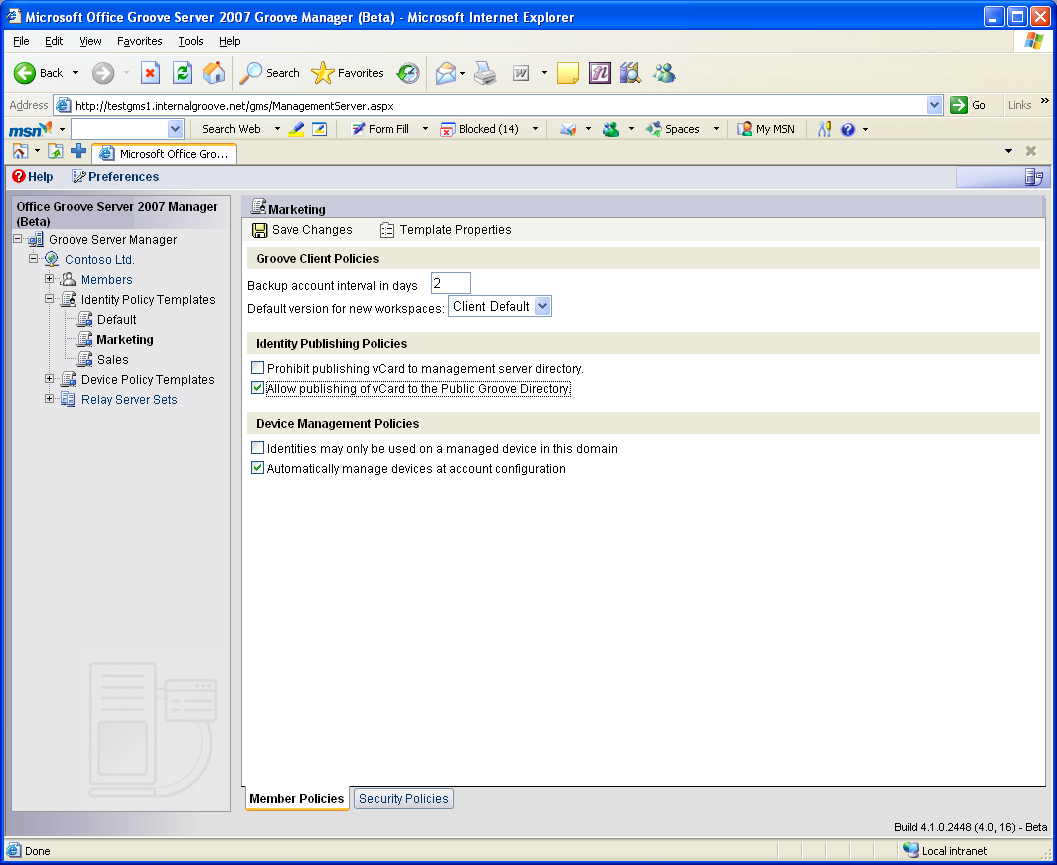 Microsoft Office Groove Server 2007 Groove Manager (Beta) - Microsoft Internet Explorer
File Edit View Favorites Tools Help
Back Search Favorites
Address http://testgms1.internalgroove.net/gms/ManagementServer.aspx Go Links »
msn Search Web Form Fill Blocked (14) Spaces My MSN
Microsoft Office Gro...
Help Preferences
Office Groove Server 2007 Manager
(Beta)
Groove Server Manager
Contoso Ltd.
Members
Identity Policy Templates
Default
Marketing
Sales
Device Policy Templates
Relay Server Sets
Marketing
Save Changes Template Properties
Groove Client Policies
Backup account interval in days 2
Default version for new workspaces: Client Default
Identity Publishing Policies
Prohibit publishing vCard to management server directory.
Allow publishing of vCard to the Public Groove Directory.
Device Management Policies
Identities may only be used on a managed device in this domain
Automatically manage devices at account configuration
Member Policies Security Policies
Build 4.1.0.2448 (4.0, 16) - Beta
Done Local intranet